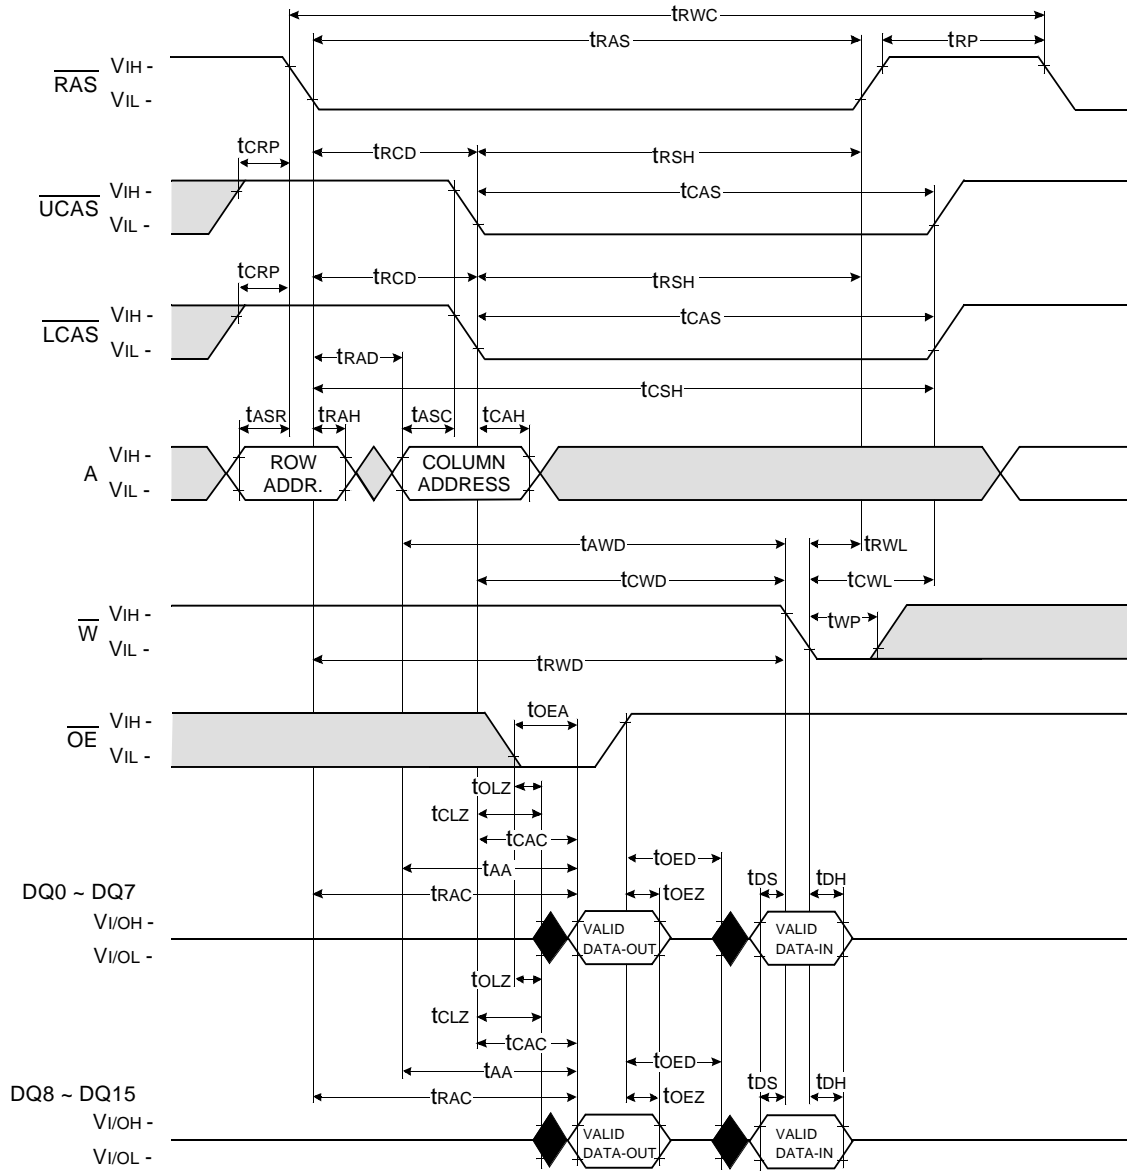 tRWC
tRAS tRP
RAS VIH -
VIL -
tCRP tRCD tRSH
UCAS VIH - tCAS
VIL -
tCRP tRCD tRSH
LCAS VIH - tCAS
VIL -
tRAD
tCSH
tASR tRAH tASC tCAH
A VIH - ROW COLUMN
VIL - ADDR. ADDRESS
tAWD tRWL
tCWD tCWL
W VIH - tWP
VIL -
tRWD
OE VIH - tOEA
VIL -
tOLZ
tCLZ
tCAC tOED
tAA tDS tDH
DQ0 ~ DQ7 tRAC tOEZ
VI/OH - VALID VALID
VI/OL - DATA-OUT DATA-IN
tOLZ
tCLZ
tCAC tOED
tAA tDS tDH
DQ8 ~ DQ15 tRAC tOEZ
VI/OH - VALID VALID
VI/OL - DATA-OUT DATA-IN